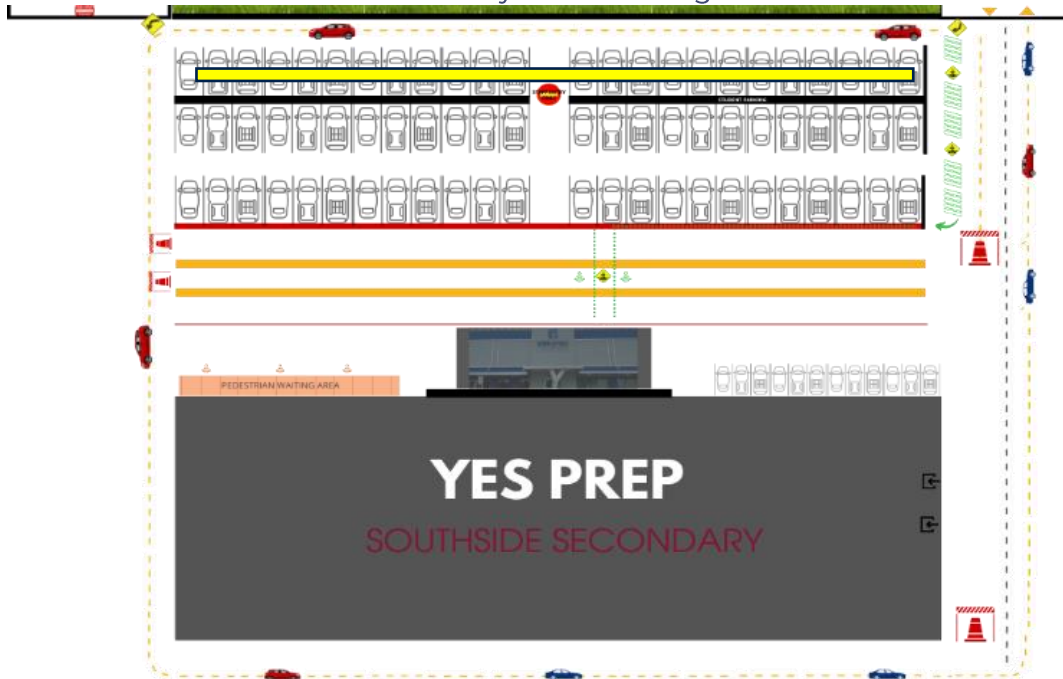 STUDENT PARKING
PEDESTRIAN WAITING AREA
YES PREP
SOUTHSIDE SECONDARY